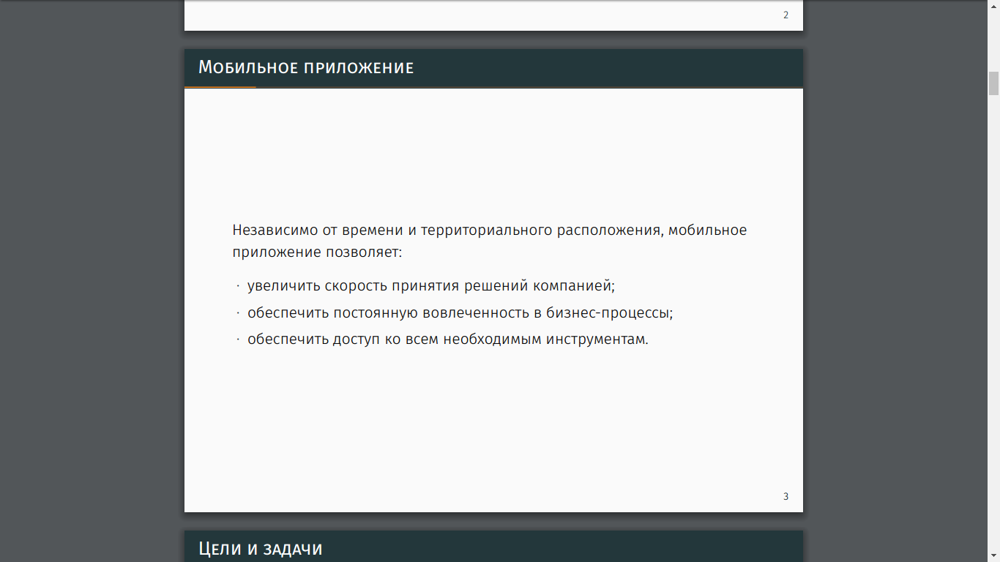 2
Мобильное приложение
Независимо от времени и территориального расположения, мобильное
приложение позволяет:
· увеличить скорость принятия решений компанией;
· обеспечить постоянную вовлеченность в бизнес-процессы;
· обеспечить доступ ко всем необходимым инструментам.
3
Цели и задачи